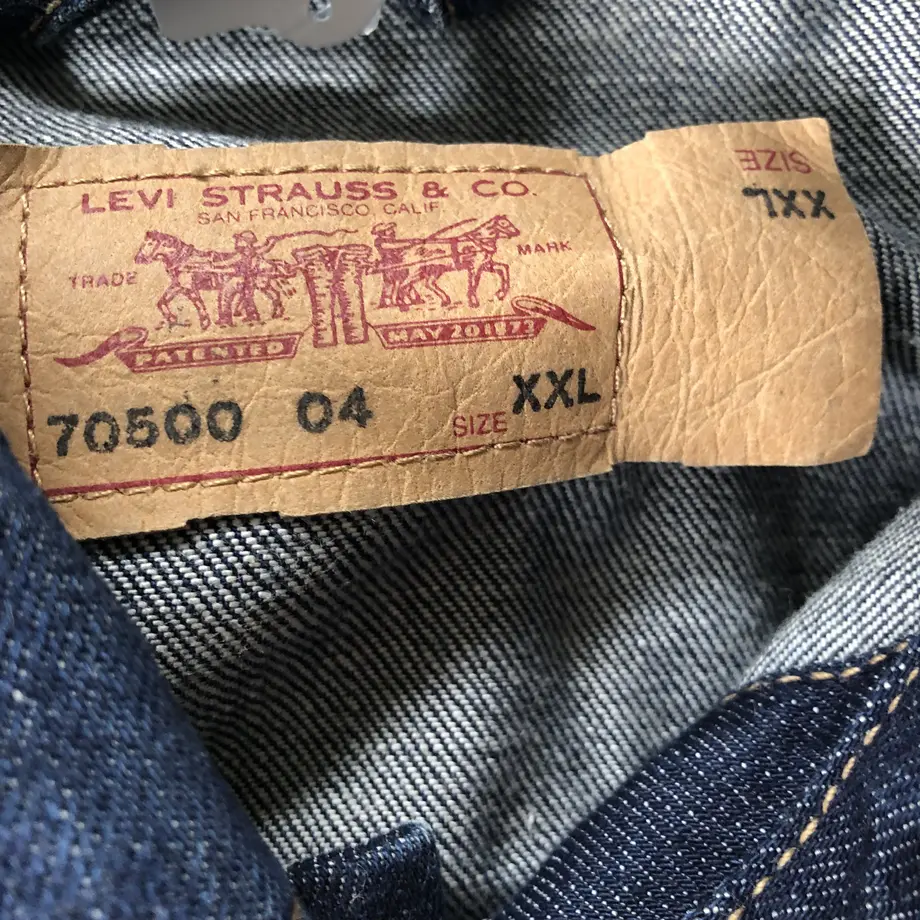 LEVI STRAUSS & CO.
SAN FRANCISCO, CALIF.
TRADE MARK
PATENTED MAY 20 1873
70500 04 SIZE XXL
SIZE
XXL